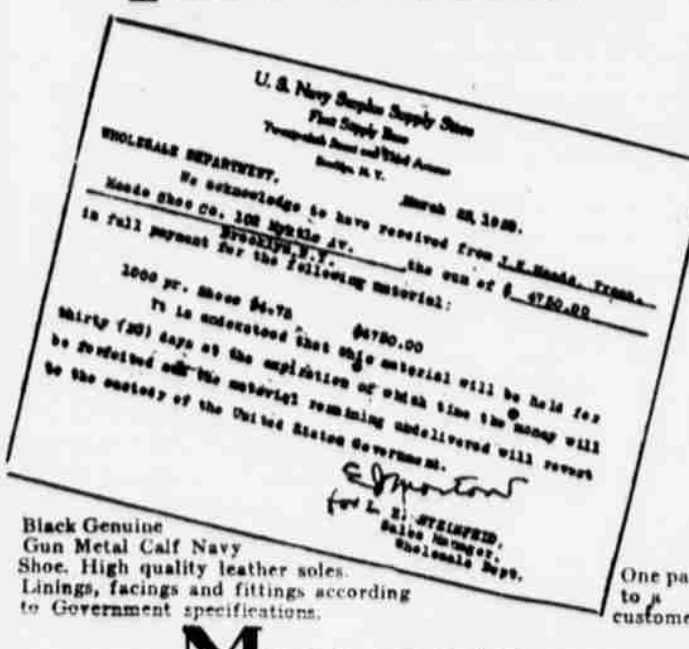 U. S. Navy Surplus Supply Store
Fleet Supply Base
Third Avenue
Brooklyn, N. Y.
WHOLESALE DEPARTMENT.
March
We acknowledge to have received from
Meade Shoe Co. 102 Myrtle Av. the sum of $ 4750.00
Brooklyn, N.Y.
in full payment for the following material:
1000 pr. Shoes $4.75 $4750.00
It is understood that this material will be held for
thirty (30) days at the expiration of which time the money will
be forfeited and the material remaining undelivered will revert
to the custody of the United States Government.
for L.
Sales Manager,
Wholesale Dept.
Black Genuine
Gun Metal Calf Navy
Shoe. High quality leather soles.
Linings, facings and fittings according
to Government specifications.
One pa
to a
custome
M